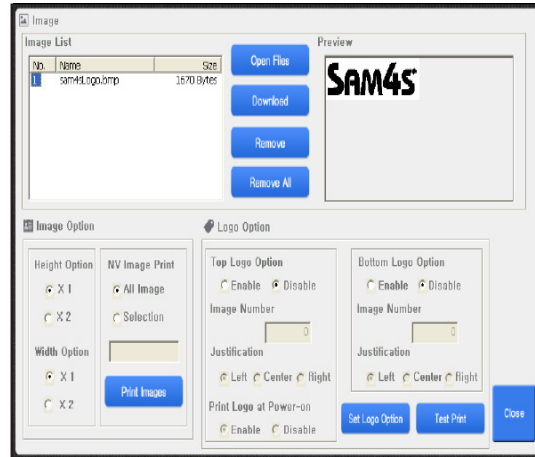 Image
Image List
No. Name Size
1 sam4sLogo.bmp 1670 Bytes
Open Files
Download
Remove
Remove All
Preview
SAM4S
Image Option
Height Option
X 1
X 2
Width Option
X 1
X 2
NV Image Print
All Image
Selection
Print Images
Logo Option
Top Logo Option
Enable Disable
Image Number
0
Justification
Left Center Right
Print Logo at Power-on
Enable Disable
Bottom Logo Option
Enable Disable
Image Number
0
Justification
Left Center Right
Set Logo Option
Test Print
Close